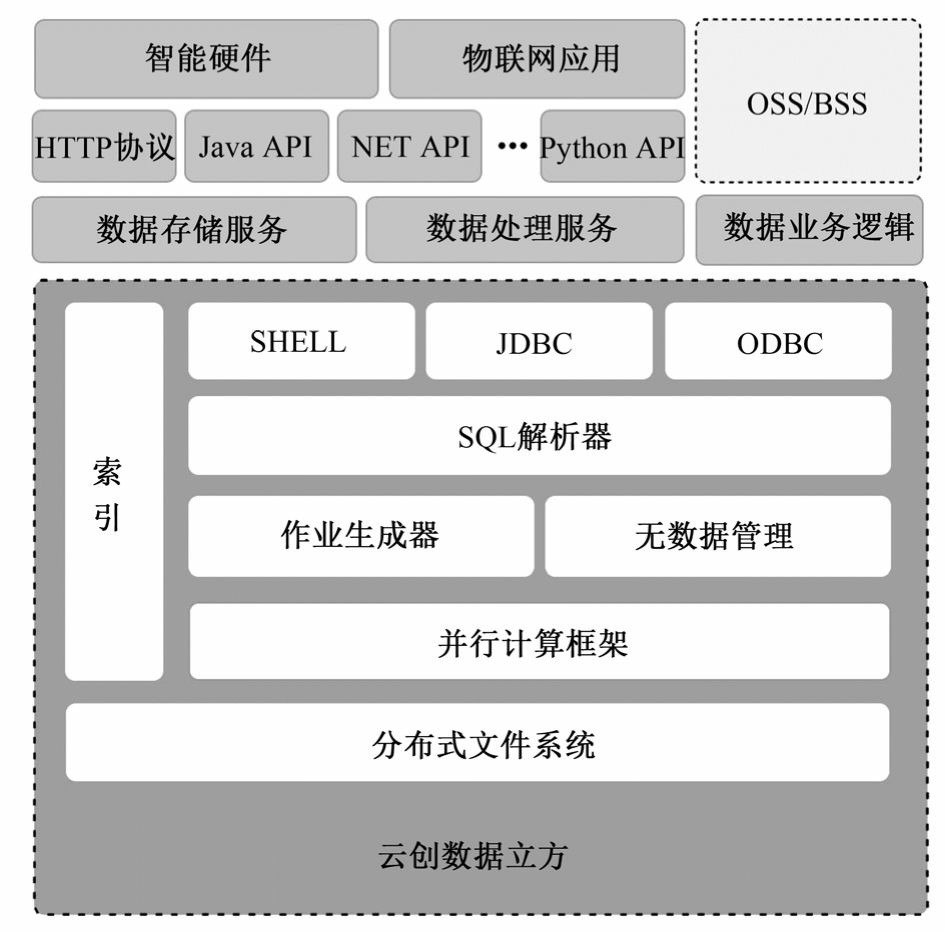 智能硬件
物联网应用
OSS/BSS
HTTP协议
Java API
NET API
···
Python API
数据存储服务
数据处理服务
数据业务逻辑
索
引
SHELL
JDBC
ODBC
SQL解析器
作业生成器
无数据管理
并行计算框架
分布式文件系统
云创数据立方